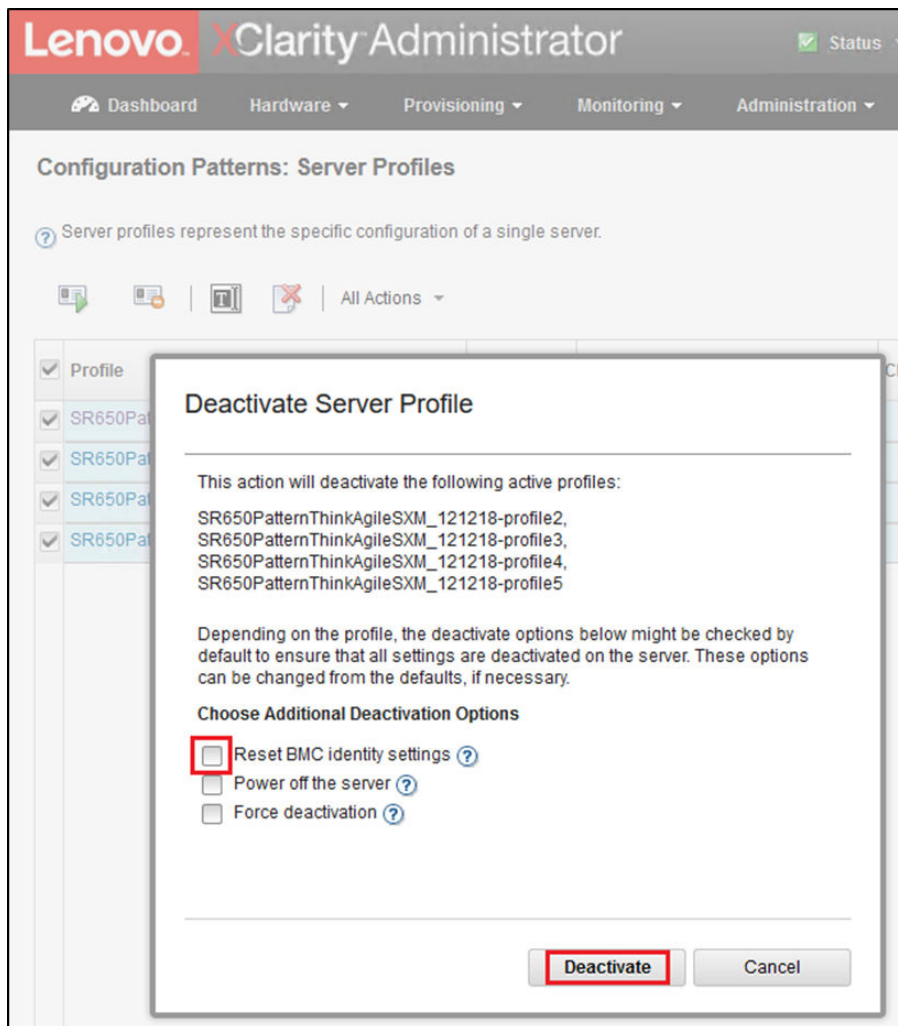 Lenovo. XClarity Administrator
Status
Dashboard Hardware Provisioning Monitoring Administration
Configuration Patterns: Server Profiles
? Server profiles represent the specific configuration of a single server.
T All Actions
Profile
SR650Pat
SR650Pat
SR650Pat
SR650Pat
Deactivate Server Profile
This action will deactivate the following active profiles:
SR650PatternThinkAgileSXM_121218-profile2,
SR650PatternThinkAgileSXM_121218-profile3,
SR650PatternThinkAgileSXM_121218-profile4,
SR650PatternThinkAgileSXM_121218-profile5
Depending on the profile, the deactivate options below might be checked by
default to ensure that all settings are deactivated on the server. These options
can be changed from the defaults, if necessary.
Choose Additional Deactivation Options
Reset BMC identity settings ?
Power off the server ?
Force deactivation ?
Deactivate Cancel